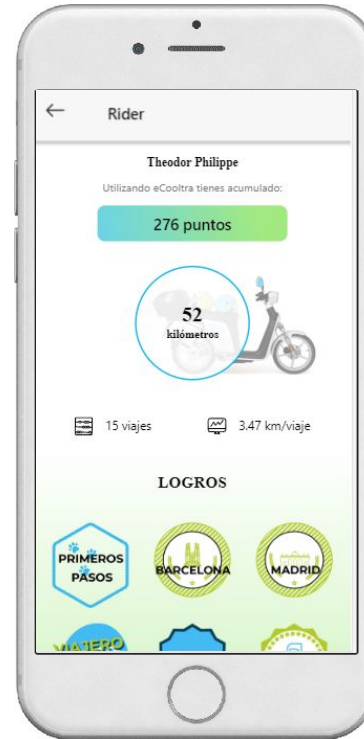 Rider
Theodor Philippe
Utilizando eCooltra tienes acumulado:
276 puntos
52
kilómetros
15 viajes
3.47 km/viaje
LOGROS
PRIMEROS
PASOS
BARCELONA
MADRID
VIAJERO